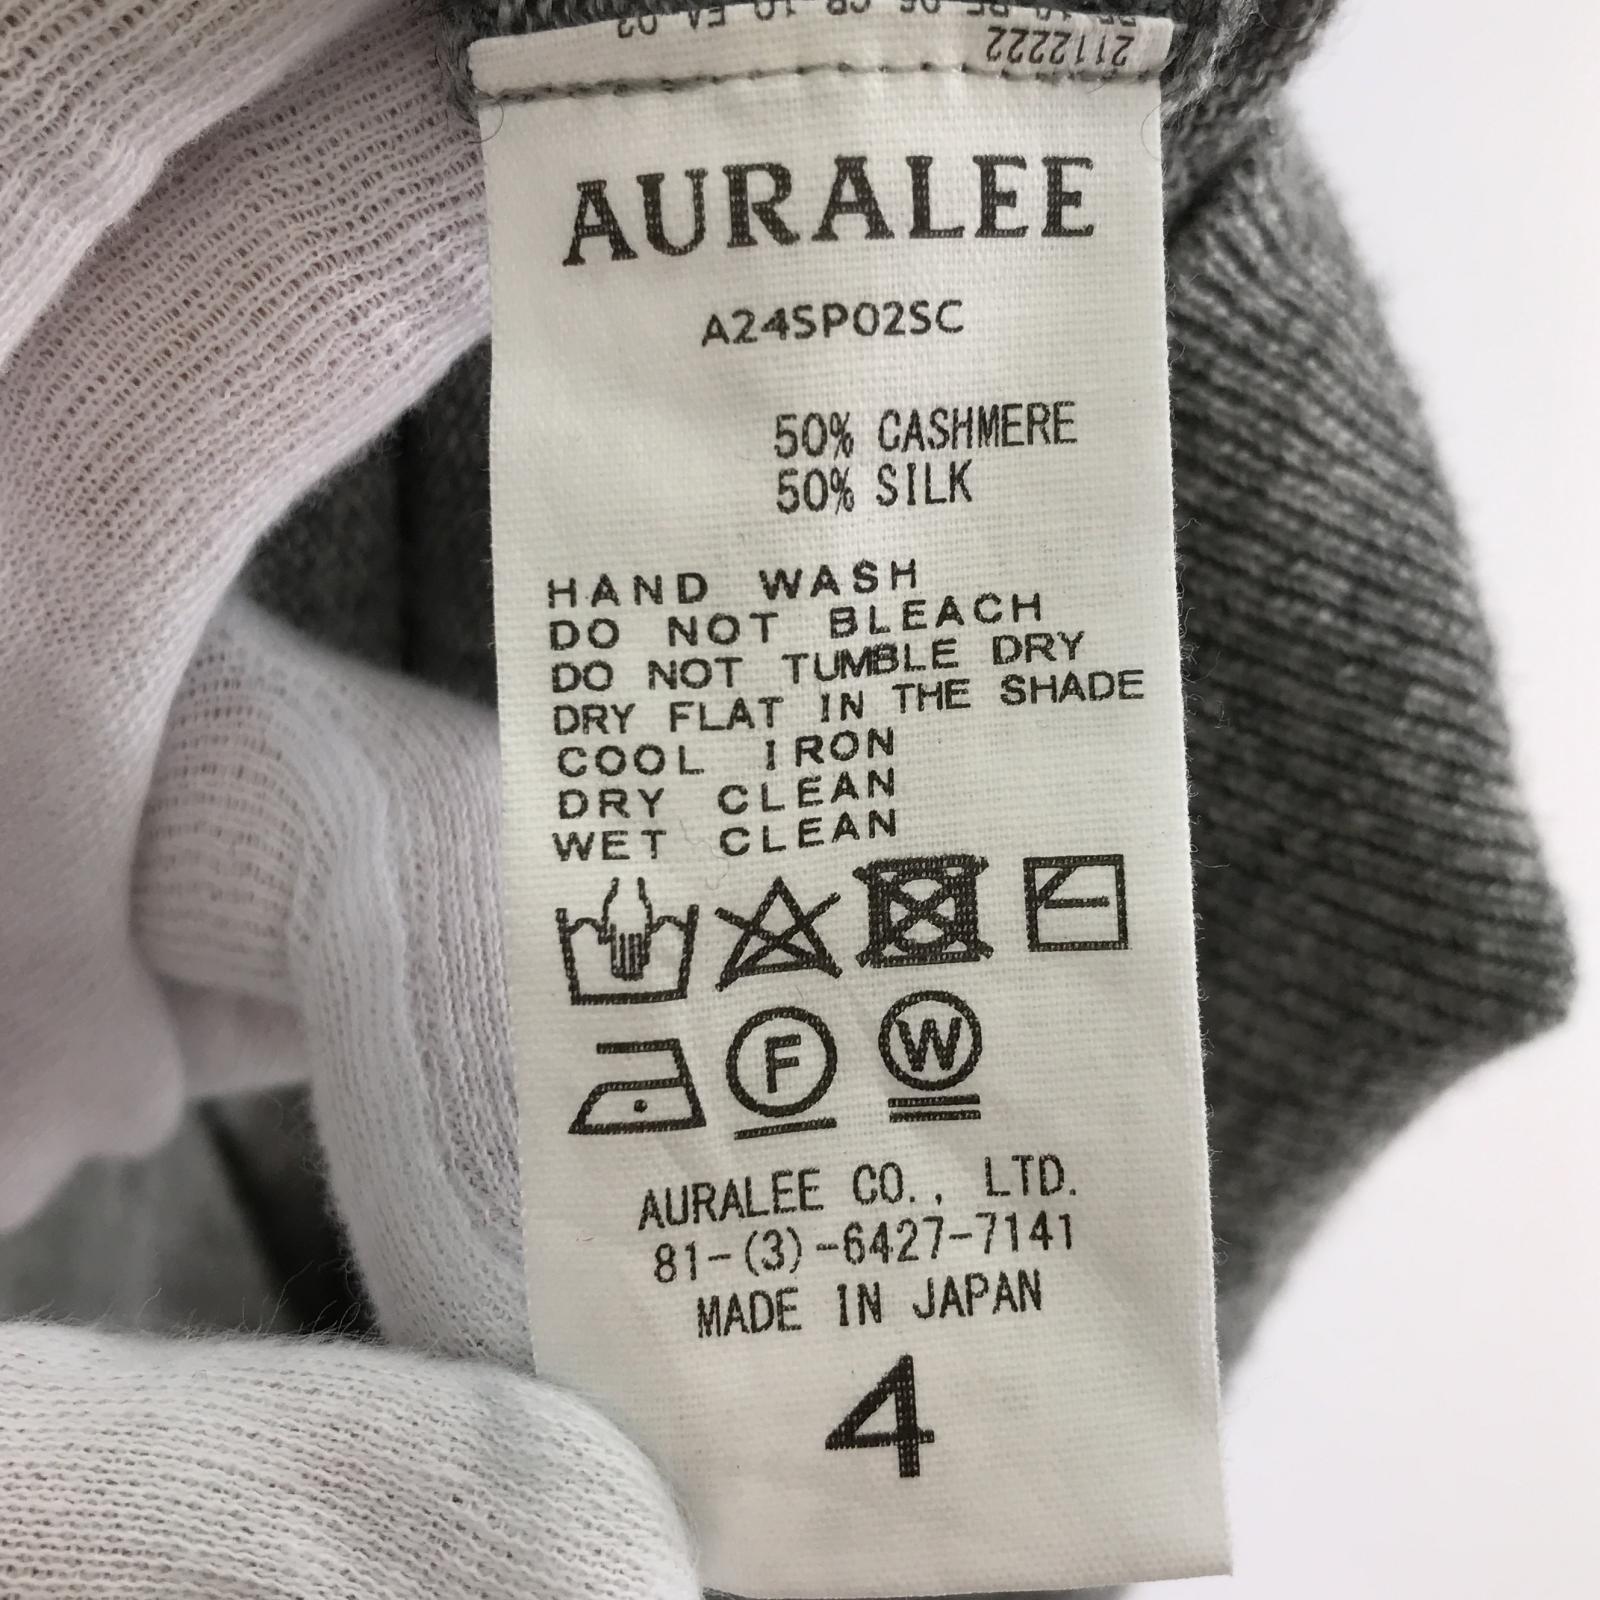 2112222
AURALEE
A24SP02SC
50% CASHMERE
50% SILK
HAND WASH
DO NOT BLEACH
DO NOT TUMBLE DRY
DRY FLAT IN THE SHADE
COOL IRON
DRY CLEAN
WET CLEAN
F W
AURALEE CO., LTD.
81-(3)-6427-7141
MADE IN JAPAN
4